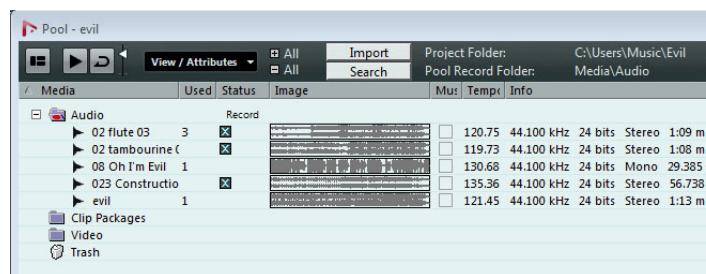 Pool - evil
View / Attributes All Import Project Folder: C:\Users\Music\Evil
All Search Pool Record Folder: Media\Audio
Media Used Status Image Mus Tempo Info
Audio Record
02 flute 03 3 X 120.75 44.100 kHz 24 bits Stereo 1:09 m
02 tambourine ( X 119.73 44.100 kHz 24 bits Stereo 1:08 m
08 Oh I'm Evil 1 130.68 44.100 kHz 24 bits Mono 29.385
023 Constructio X 135.36 44.100 kHz 24 bits Stereo 56.738
evil 1 121.45 44.100 kHz 24 bits Stereo 1:13 m
Clip Packages
Video
Trash